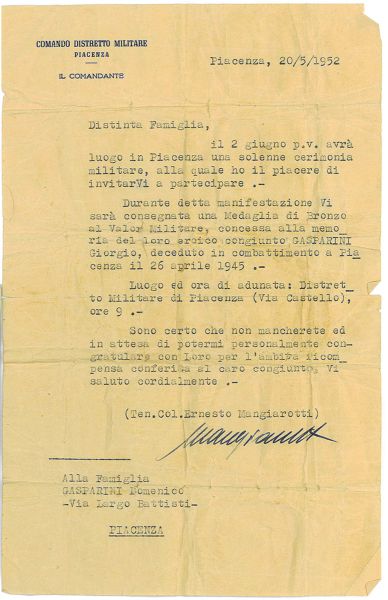 COMANDO DISTRETTO MILITARE
PIACENZA
IL COMANDANTE
Piacenza, 20/5/1952
Distinta Famiglia,
il 2 giugno p.v. avrà
luogo in Piacenza una solenne cerimonia
militare, alla quale ho il piacere di
invitarVi a partecipare .-
Durante detta manifestazione Vi
sarà consegnata una Medaglia di Bronzo
al Valor Militare, concessa alla memo
ria del loro eroico congiunto GASPARINI
Giorgio, deceduto in combattimento a Pia
cenza il 26 aprile 1945 .-
Luogo ed ora di adunata: Distret
to Militare di Piacenza (Via Castello),
ore 9 .-
Sono certo che non mancherete ed
in attesa di potermi personalmente con
gratulare con Loro per l'ambita ricom
pensa conferita al caro congiunto, Vi
saluto cordialmente .-
(Ten.Col.Ernesto Mangiarotti)
Mangiarotti
Alla Famiglia
GASPARINI Domenico
-Via Largo Battisti-
PIACENZA